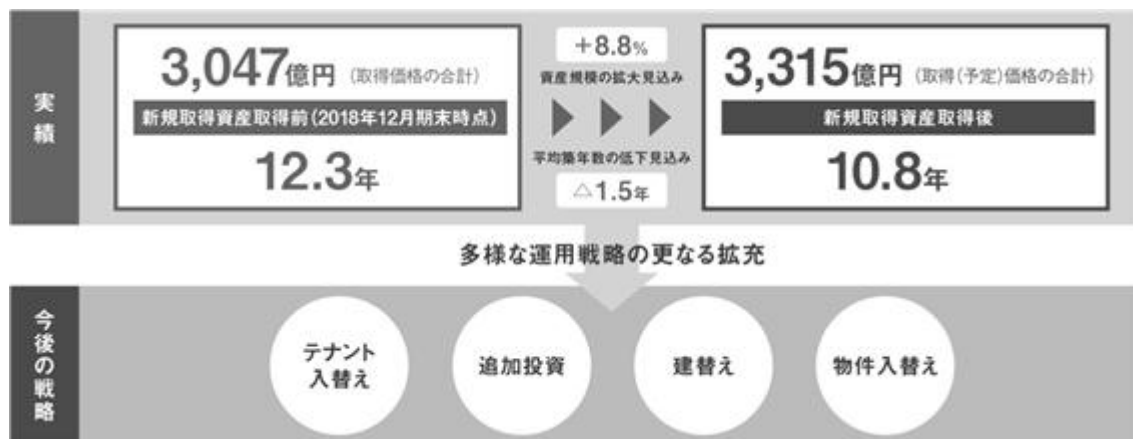 実績
3,047億円（取得価格の合計）
新規取得資産取得前（2018年12月期末時点）
12.3年
＋8.8%
資産規模の拡大見込み
平均築年数の低下見込み
△1.5年
3,315億円（取得（予定）価格の合計）
新規取得資産取得後
10.8年
多様な運用戦略の更なる拡充
今後の戦略
テナント
入替え
追加投資
建替え
物件入替え